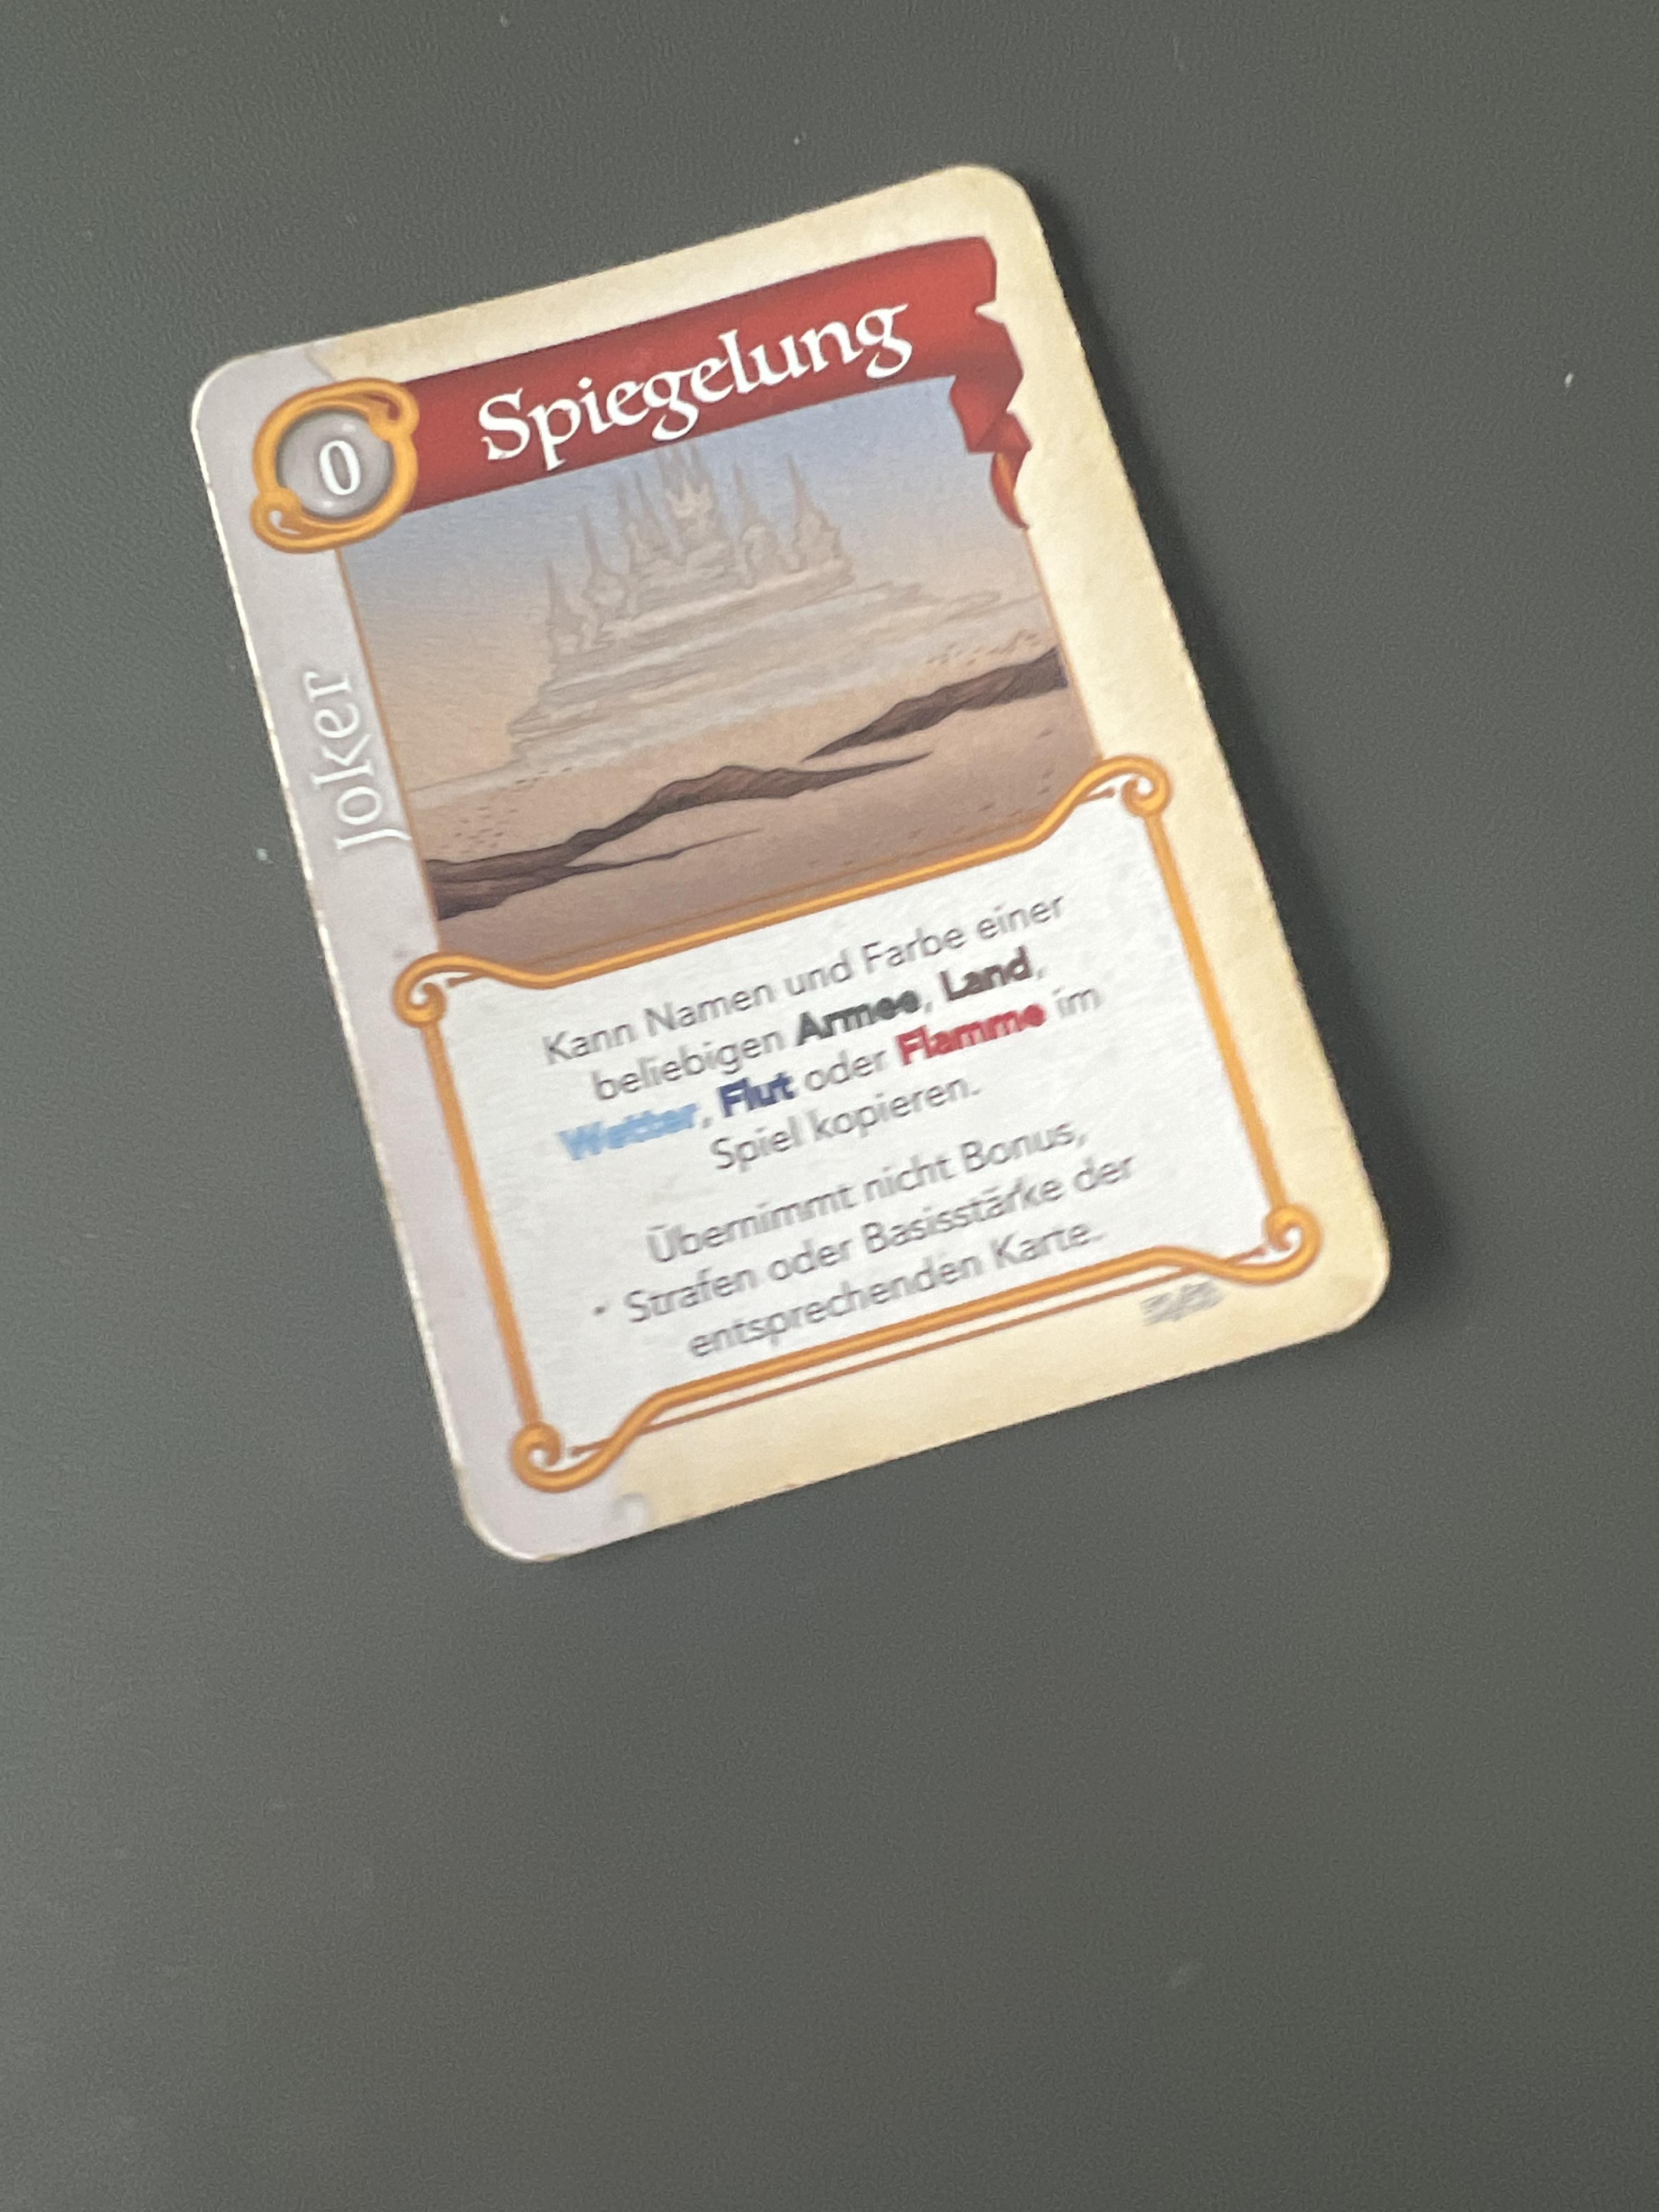 0
Spiegelung
Joker
Kann Namen und Farbe einer
beliebigen Armee, Land,
Wetter, Flut oder Flamme im
Spiel kopieren.
Übernimmt nicht Bonus,
Strafen oder Basisstärke der
entsprechenden Karte.